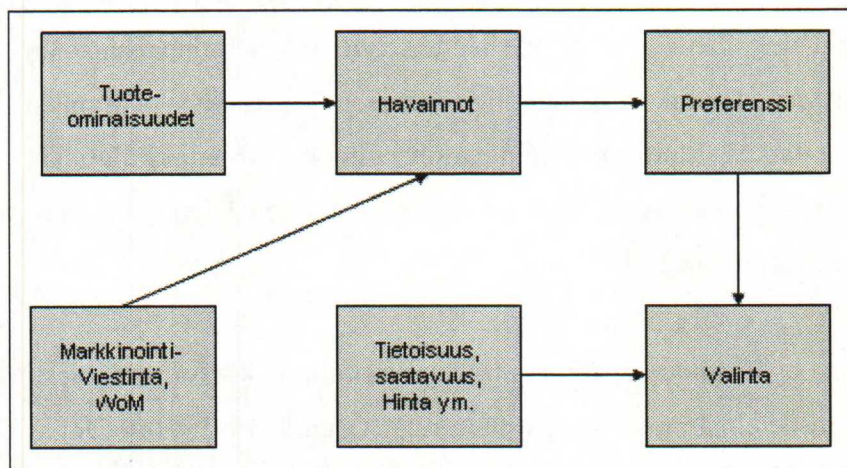 Tuote-
ominaisuudet
Havainnot
Preferenssi
Markkinointi-
Viestintä,
WoM
Tietoisuus,
saatavuus,
Hinta ym.
Valinta